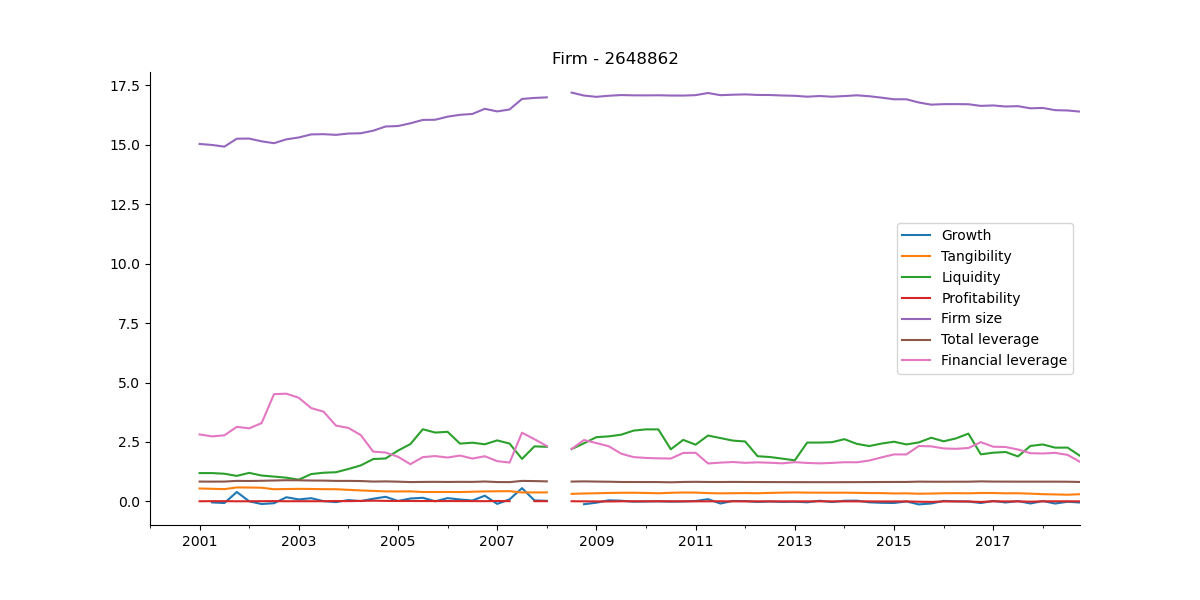 Firm - 2648862
17.5
15.0
12.5
10.0
7.5
5.0
2.5
0.0
Growth
Tangibility
Liquidity
Profitability
Firm size
Total leverage
Financial leverage
2001 2003 2005 2007 2009 2011 2013 2015 2017